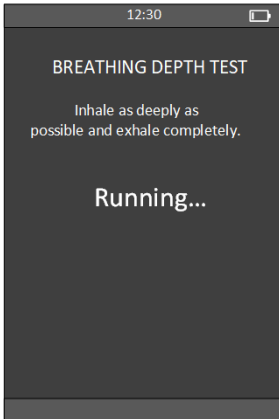 12:30
BREATHING DEPTH TEST
Inhale as deeply as
possible and exhale completely.
Running...